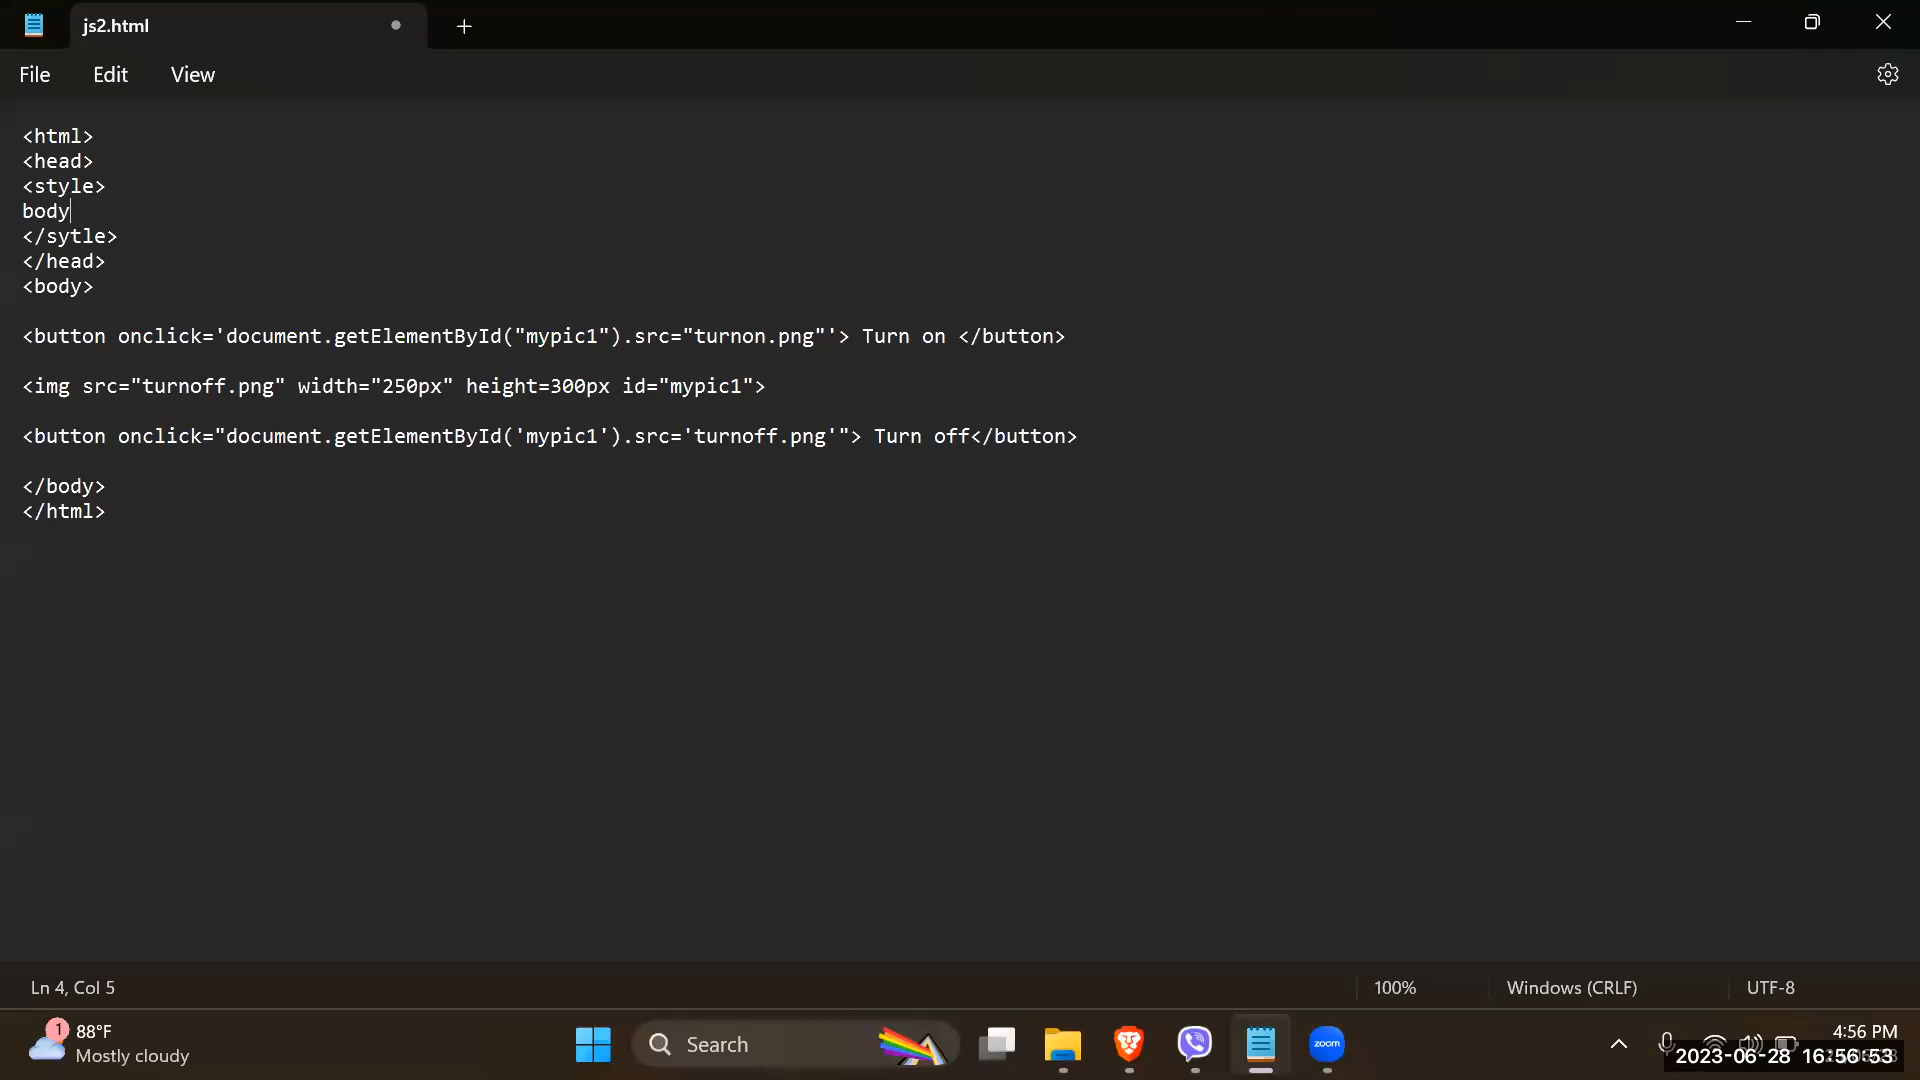 js2.html
File Edit View
<html>
<head>
<style>
body
</sytle>
</head>
<body>
<button onclick='document.getElementById("mypic1").src="turnon.png"'> Turn on </button>
<img src="turnoff.png" width="250px" height=300px id="mypic1">
<button onclick="document.getElementById('mypic1').src='turnoff.png'"> Turn off</button>
</body>
</html>
Ln 4, Col 5 100% Windows (CRLF) UTF-8
1 88°F
Mostly cloudy
Search
zoom
4:56 PM
2023-06-28 16:56:53